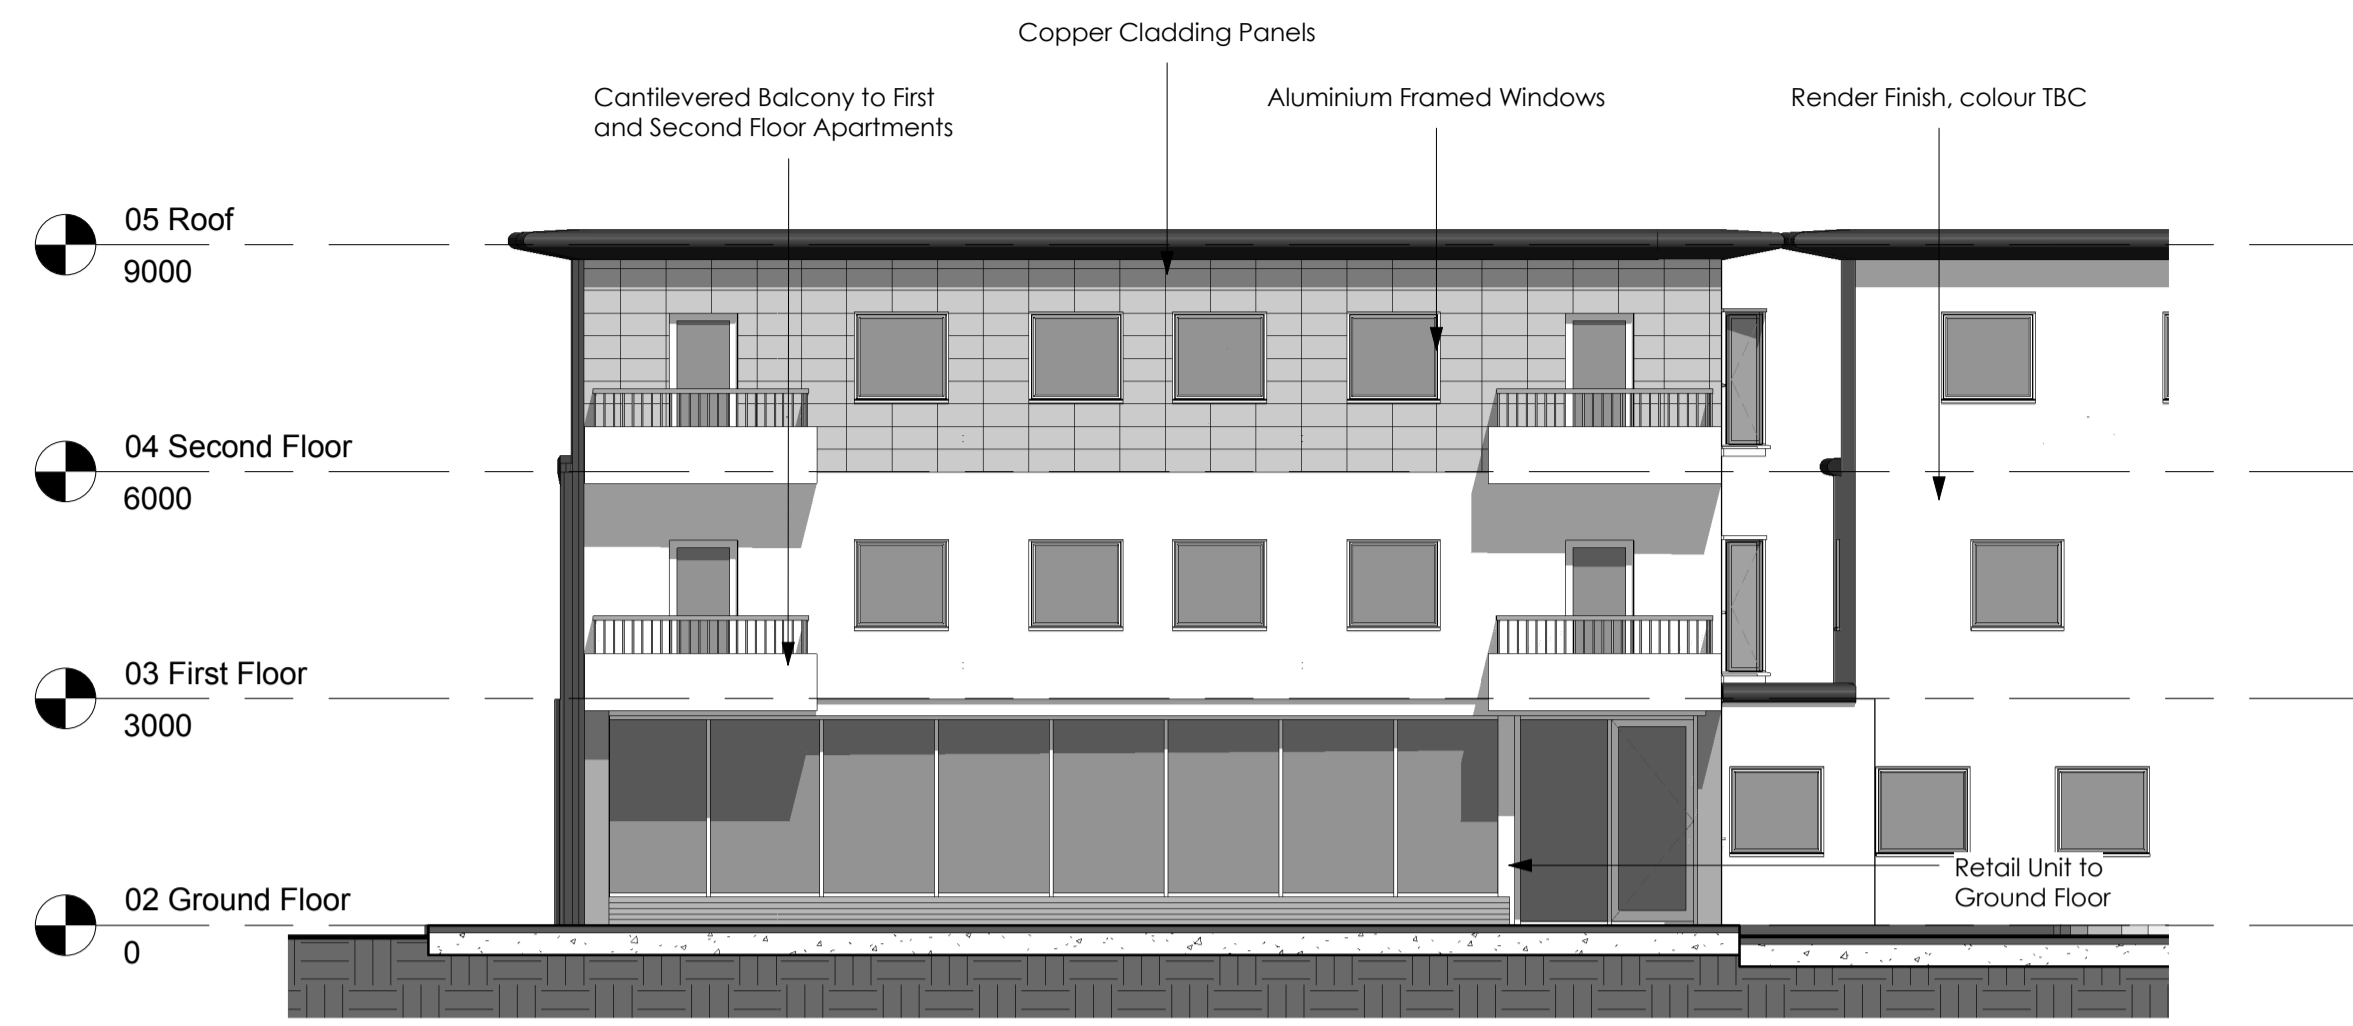 Copper Cladding Panels
Cantilevered Balcony to First
and Second Floor Apartments
Aluminium Framed Windows
Render Finish, colour TBC
05 Roof
9000
04 Second Floor
6000
03 First Floor
3000
Retail Unit to
Ground Floor
02 Ground Floor
0